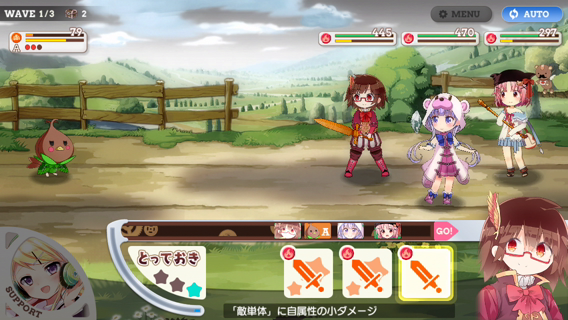 WAVE 1/3 2
MENU
AUTO
79
A
445
470
297
A
GO!
とっておき
SUPPORT
「敵単体」に自属性の小ダメージ